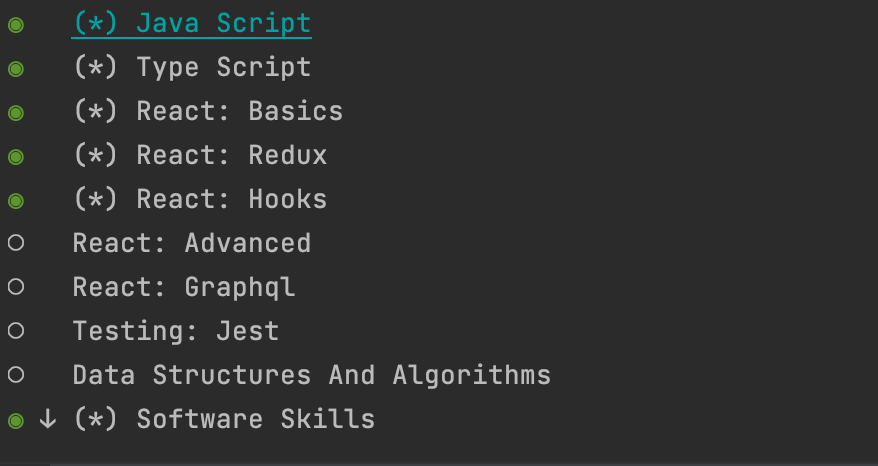 ◉ (*) Java Script
◉ (*) Type Script
◉ (*) React: Basics
◉ (*) React: Redux
◉ (*) React: Hooks
◯ React: Advanced
◯ React: Graphql
◯ Testing: Jest
◯ Data Structures And Algorithms
◉ ↓ (*) Software Skills